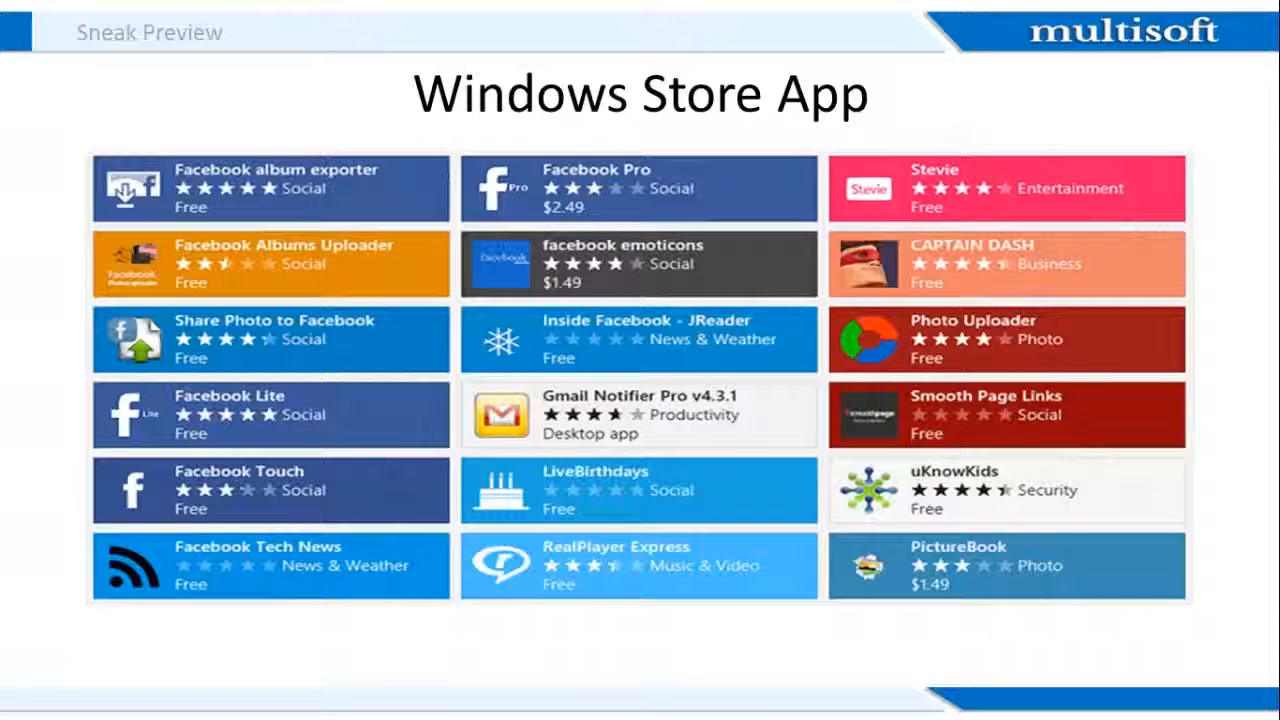 Sneak Preview
multisoft
Windows Store App
Facebook album exporter
Social
Free
Facebook Pro
Pro
Social
$2.49
Stevie
Stevie
Entertainment
Free
Facebook Albums Uploader
Facebook
Social
Free
facebook emoticons
facebook
Social
$1.49
CAPTAIN DASH
Business
Free
Share Photo to Facebook
Social
Free
Inside Facebook - JReader
News & Weather
Free
Photo Uploader
Photo
Free
Facebook Lite
Lite
Social
Free
Gmail Notifier Pro v4.3.1
Productivity
Desktop app
Smooth Page Links
smoothpage
Social
Free
Facebook Touch
Social
Free
LiveBirthdays
Social
Free
uKnowKids
Security
Free
Facebook Tech News
News & Weather
Free
RealPlayer Express
Music & Video
Free
PictureBook
Photo
$1.49